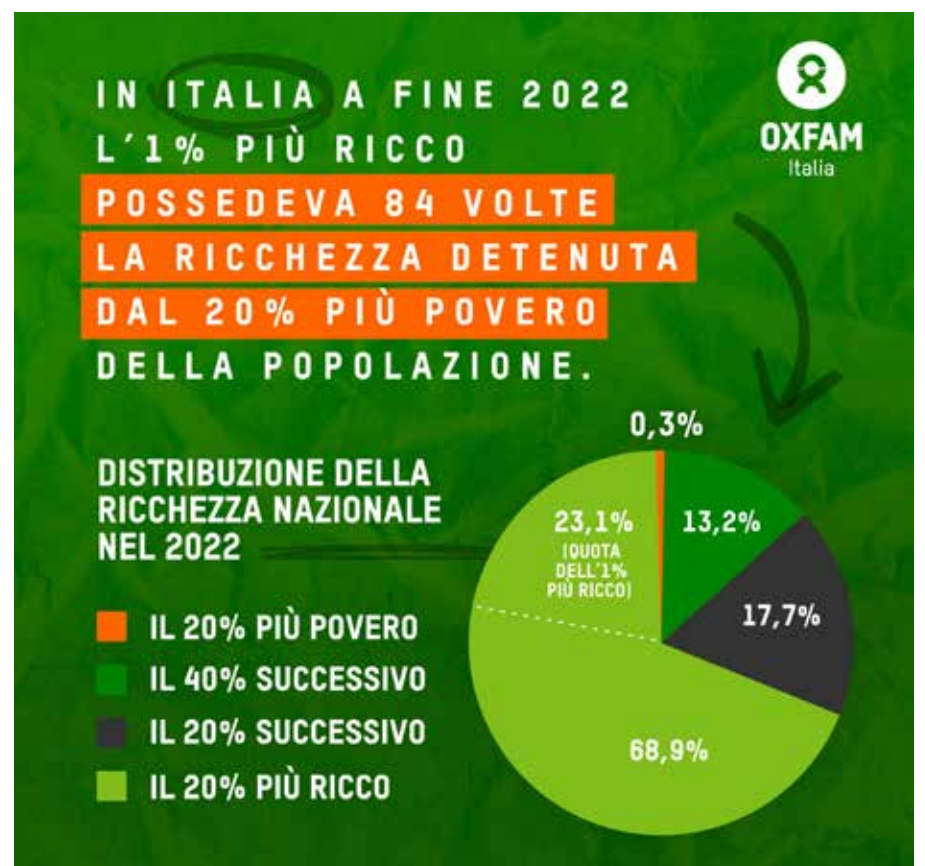 IN ITALIA A FINE 2022
L'1% PIÙ RICCO
POSSEDEVA 84 VOLTE
LA RICCHEZZA DETENUTA
DAL 20% PIÙ POVERO
DELLA POPOLAZIONE.
OXFAM
Italia
DISTRIBUZIONE DELLA
RICCHEZZA NAZIONALE
NEL 2022
IL 20% PIÙ POVERO
IL 40% SUCCESSIVO
IL 20% SUCCESSIVO
IL 20% PIÙ RICCO
0,3%
23,1%
(QUOTA
DELL'1%
PIÙ RICCO)
13,2%
17,7%
68,9%